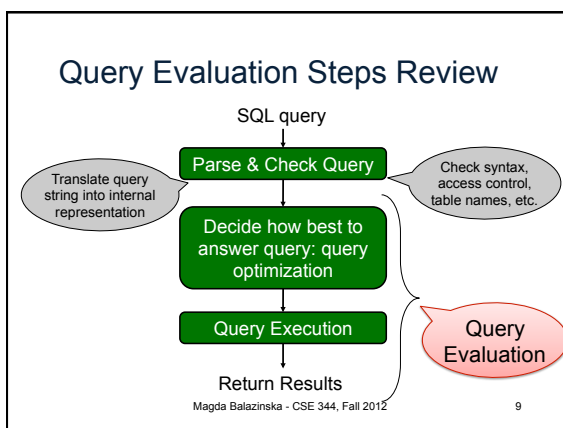 Query Evaluation Steps Review
SQL query
Parse & Check Query
Translate query
string into internal
representation
Check syntax,
access control,
table names, etc.
Decide how best to
answer query: query
optimization
Query Execution
Query
Evaluation
Return Results
Magda Balazinska - CSE 344, Fall 2012
9